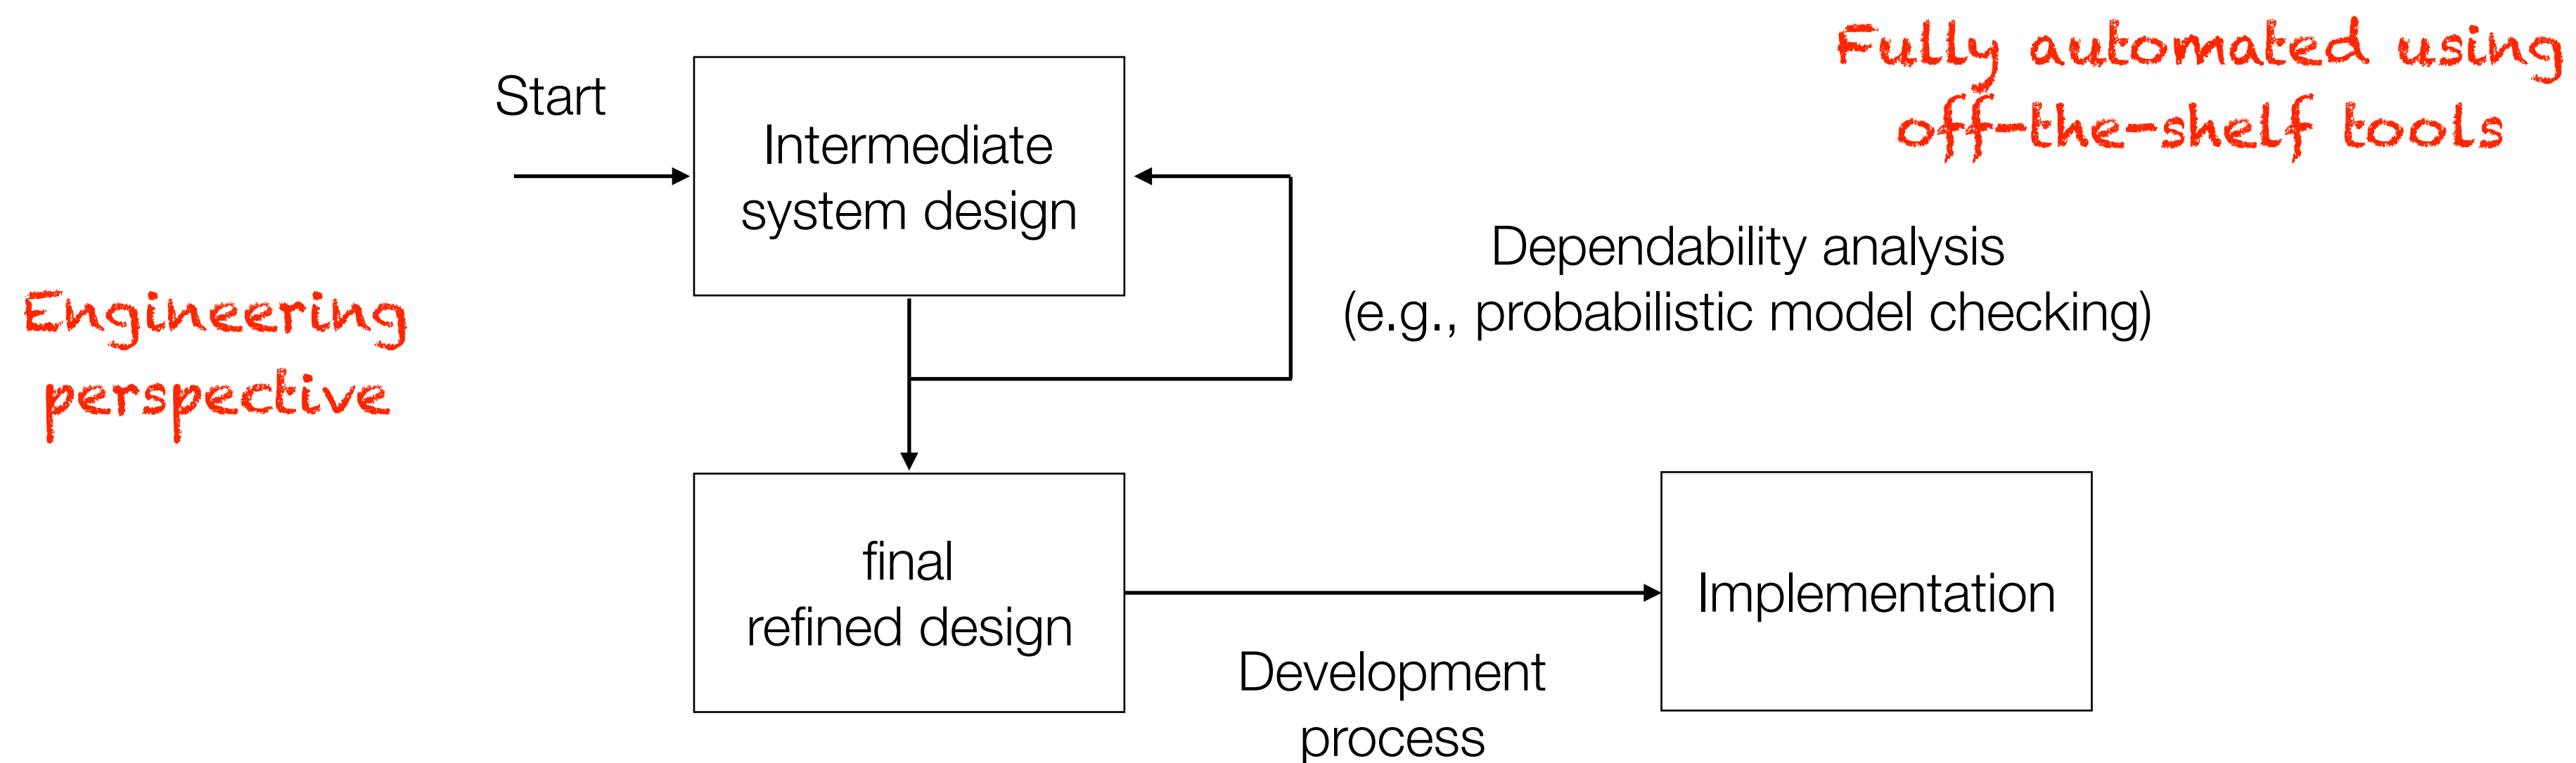 Fully automated using
off-the-shelf tools
Start
Intermediate
system design
Dependability analysis
(e.g., probabilistic model checking)
Engineering
perspective
final
refined design
Implementation
Development
process